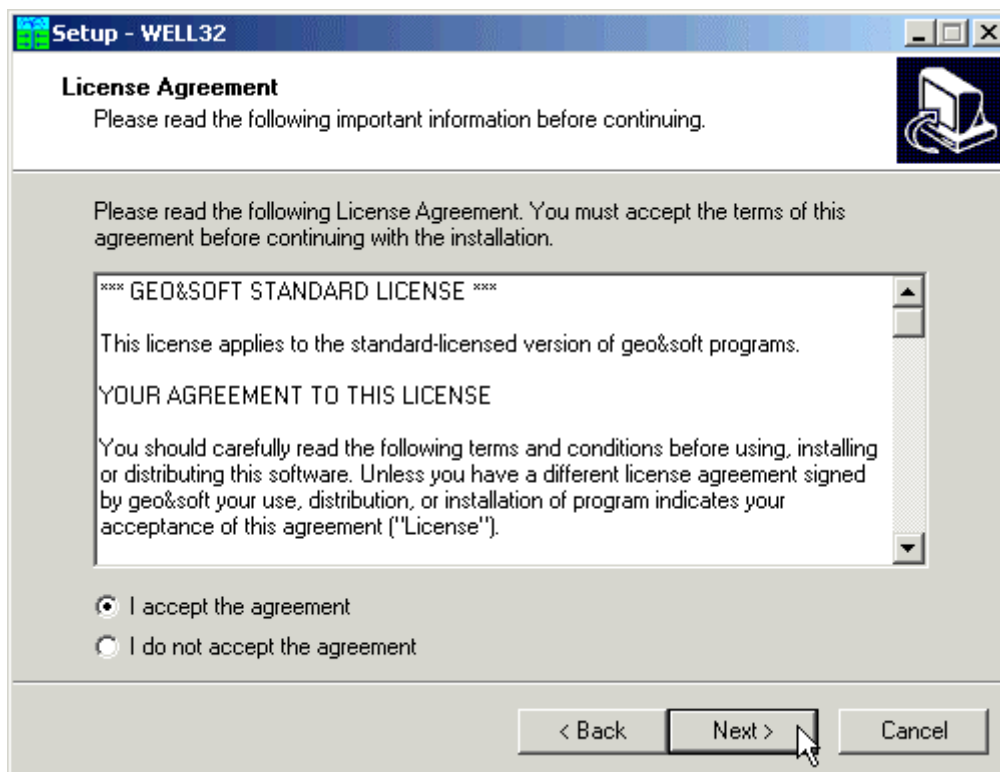 Setup - WELL32
License Agreement
Please read the following important information before continuing.
Please read the following License Agreement. You must accept the terms of this
agreement before continuing with the installation.
*** GEO&SOFT STANDARD LICENSE ***
This license applies to the standard-licensed version of geo&soft programs.
YOUR AGREEMENT TO THIS LICENSE
You should carefully read the following terms and conditions before using, installing
or distributing this software. Unless you have a different license agreement signed
by geo&soft your use, distribution, or installation of program indicates your
acceptance of this agreement ("License").
I accept the agreement
I do not accept the agreement
< Back Next > Cancel